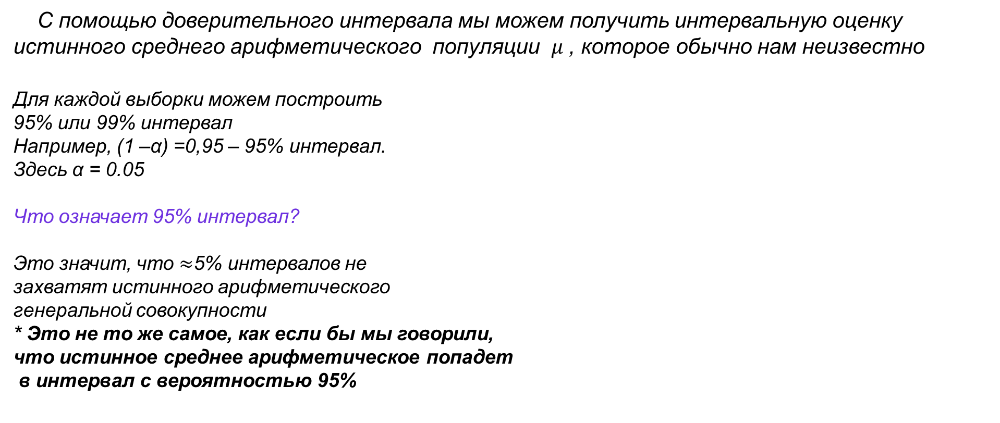 С помощью доверительного интервала мы можем получить интервальную оценку
истинного среднего арифметического популяции μ , которое обычно нам неизвестно
Для каждой выборки можем построить
95% или 99% интервал
Например, (1 –α) =0,95 – 95% интервал.
Здесь α = 0.05
Что означает 95% интервал?
Это значит, что ≈5% интервалов не
захватят истинного арифметического
генеральной совокупности
* Это не то же самое, как если бы мы говорили,
что истинное среднее арифметическое попадет
в интервал с вероятностью 95%